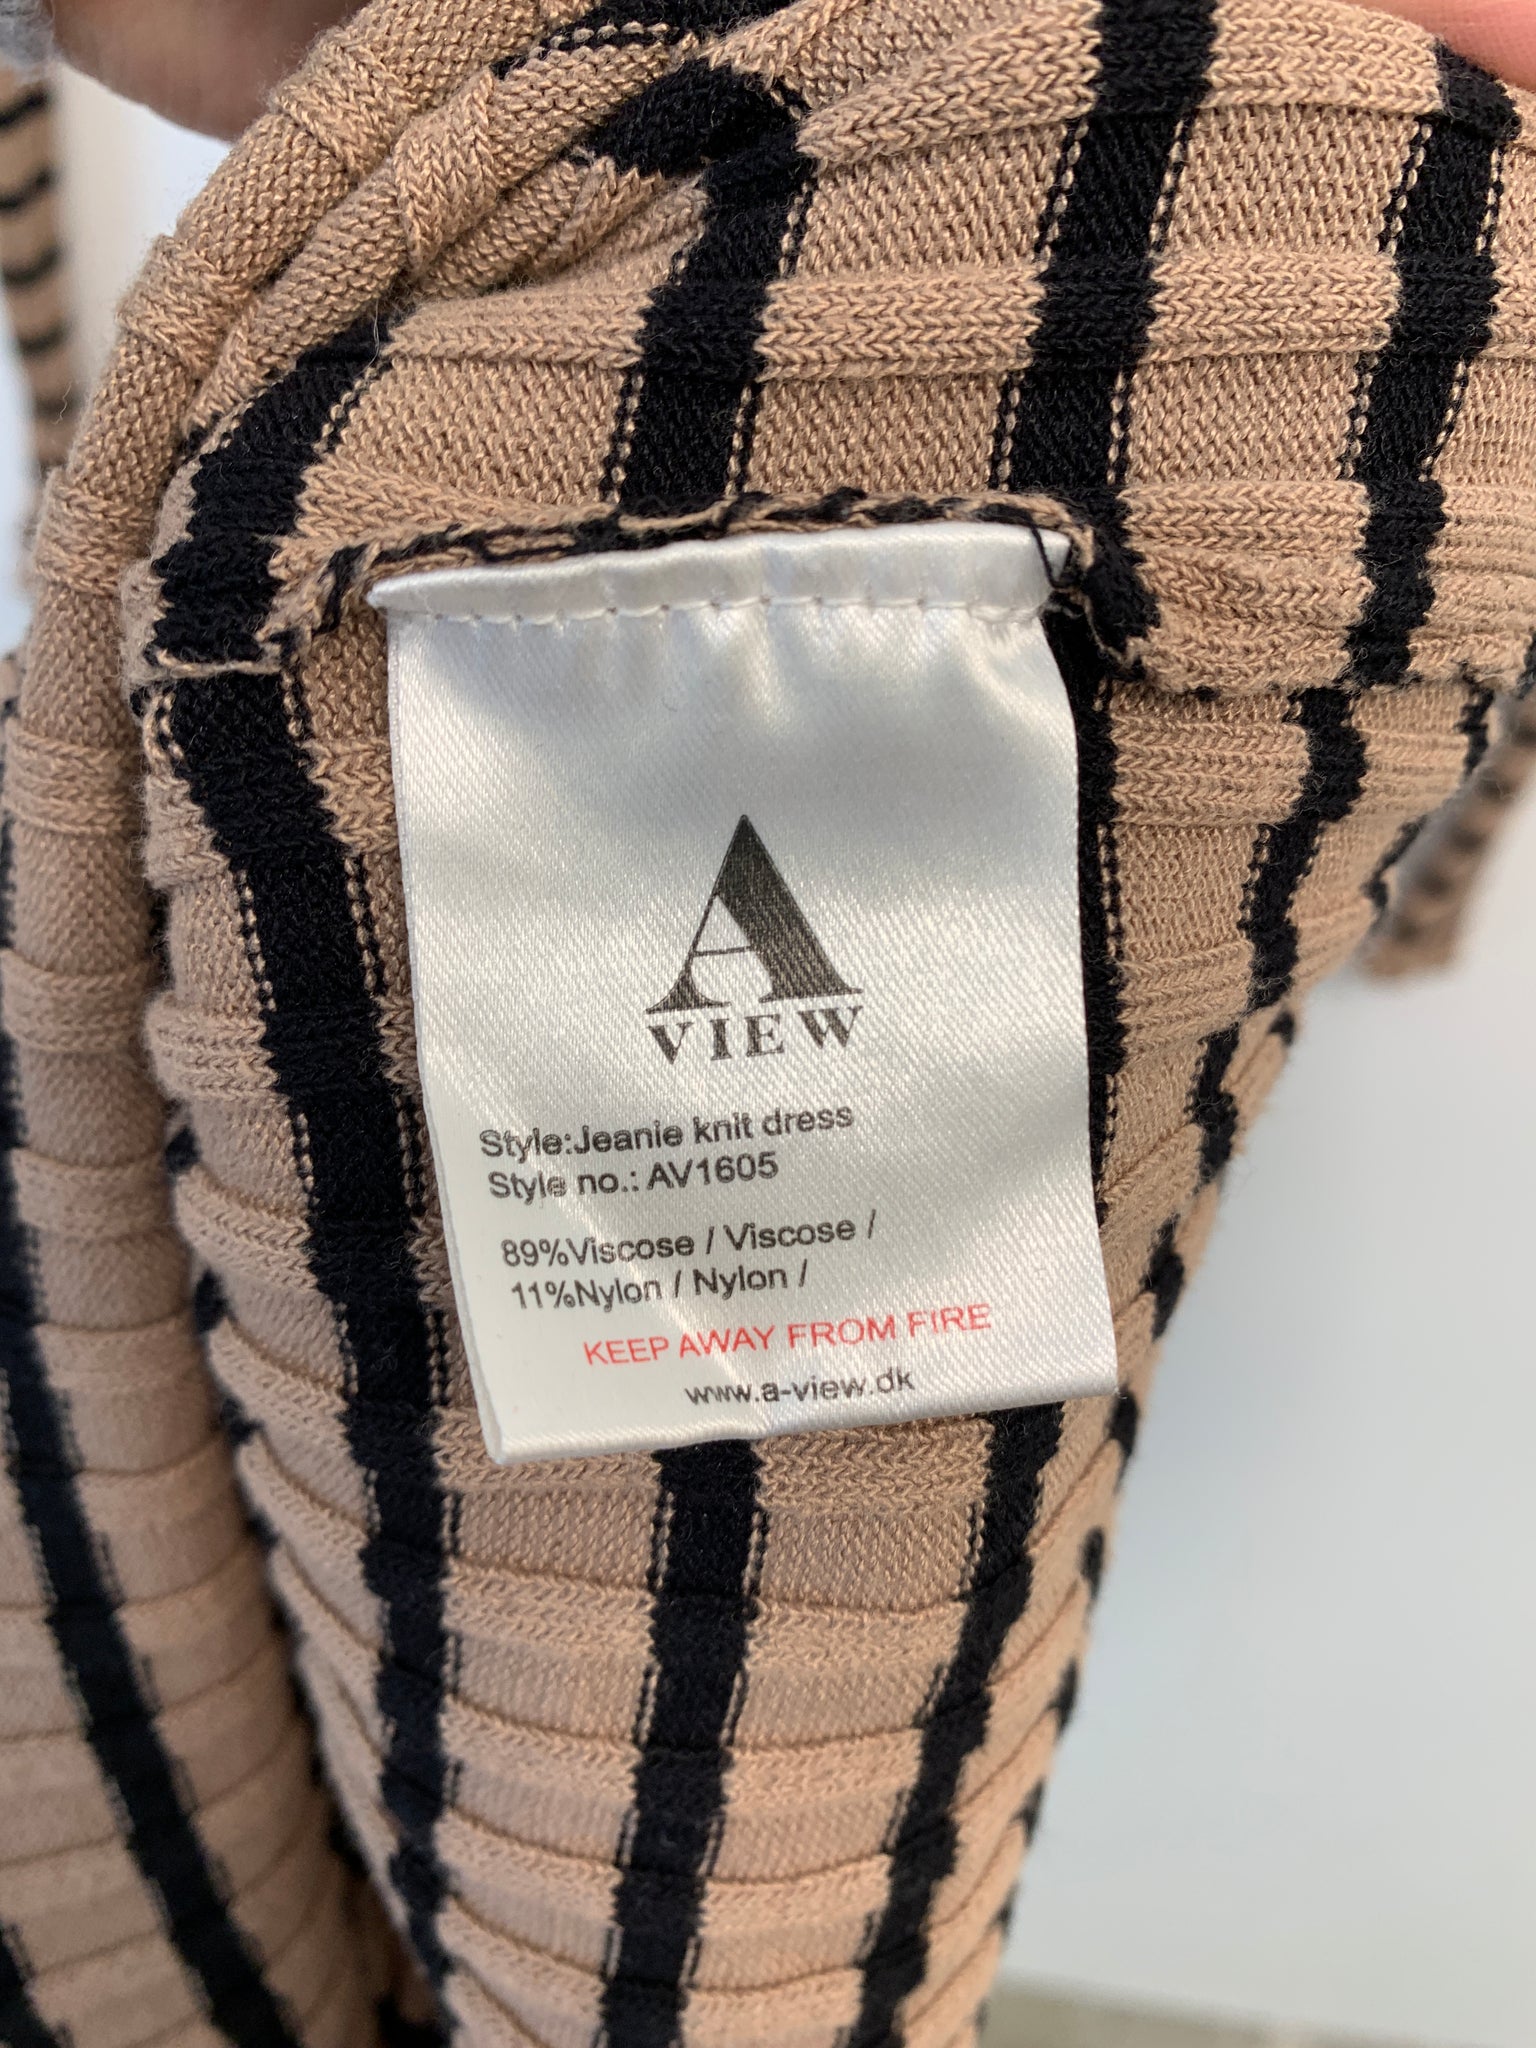 A
VIEW
Style:Jeanie knit dress
Style no.: AV1605
89%Viscose / Viscose /
11%Nylon / Nylon /
KEEP AWAY FROM FIRE
www.a-view.dk